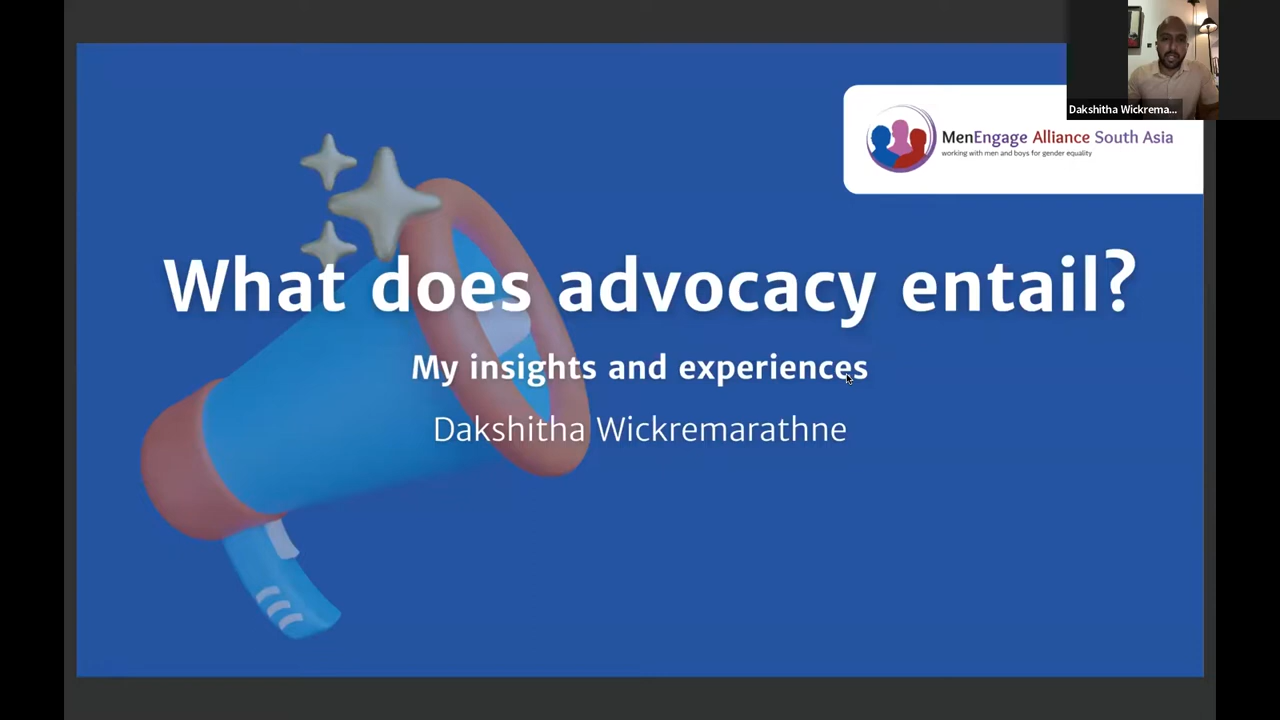 Dakshitha Wickrema...
MenEngage Alliance South Asia
working with men and boys for gender equality
What does advocacy entail?
My insights and experiences
Dakshitha Wickremarathne